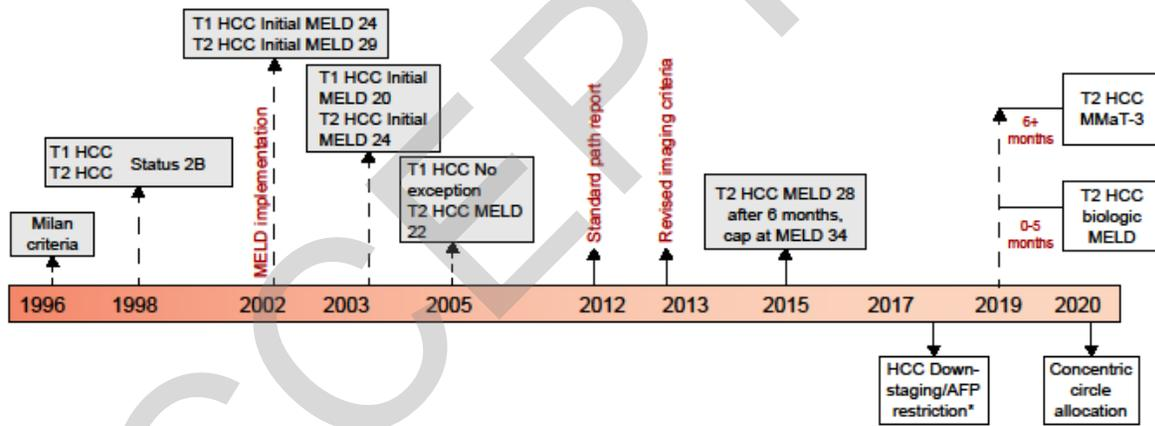 T1 HCC Initial MELD 24
T2 HCC Initial MELD 29
T1 HCC Initial
MELD 20
T2 HCC Initial
MELD 24
T1 HCC
T2 HCC
Status 2B
Milan
criteria
MELD implementation
T1 HCC No
exception
T2 HCC MELD
22
Standard path report
Revised imaging criteria
T2 HCC MELD 28
after 6 months,
cap at MELD 34
T2 HCC
MMaT-3
6+
months
T2 HCC
biologic
MELD
0-5
months
1996 1998 2002 2003 2005 2012 2013 2015 2017 2019 2020
HCC Down-
staging/AFP
restriction*
Concentric
circle
allocation
CCEPT